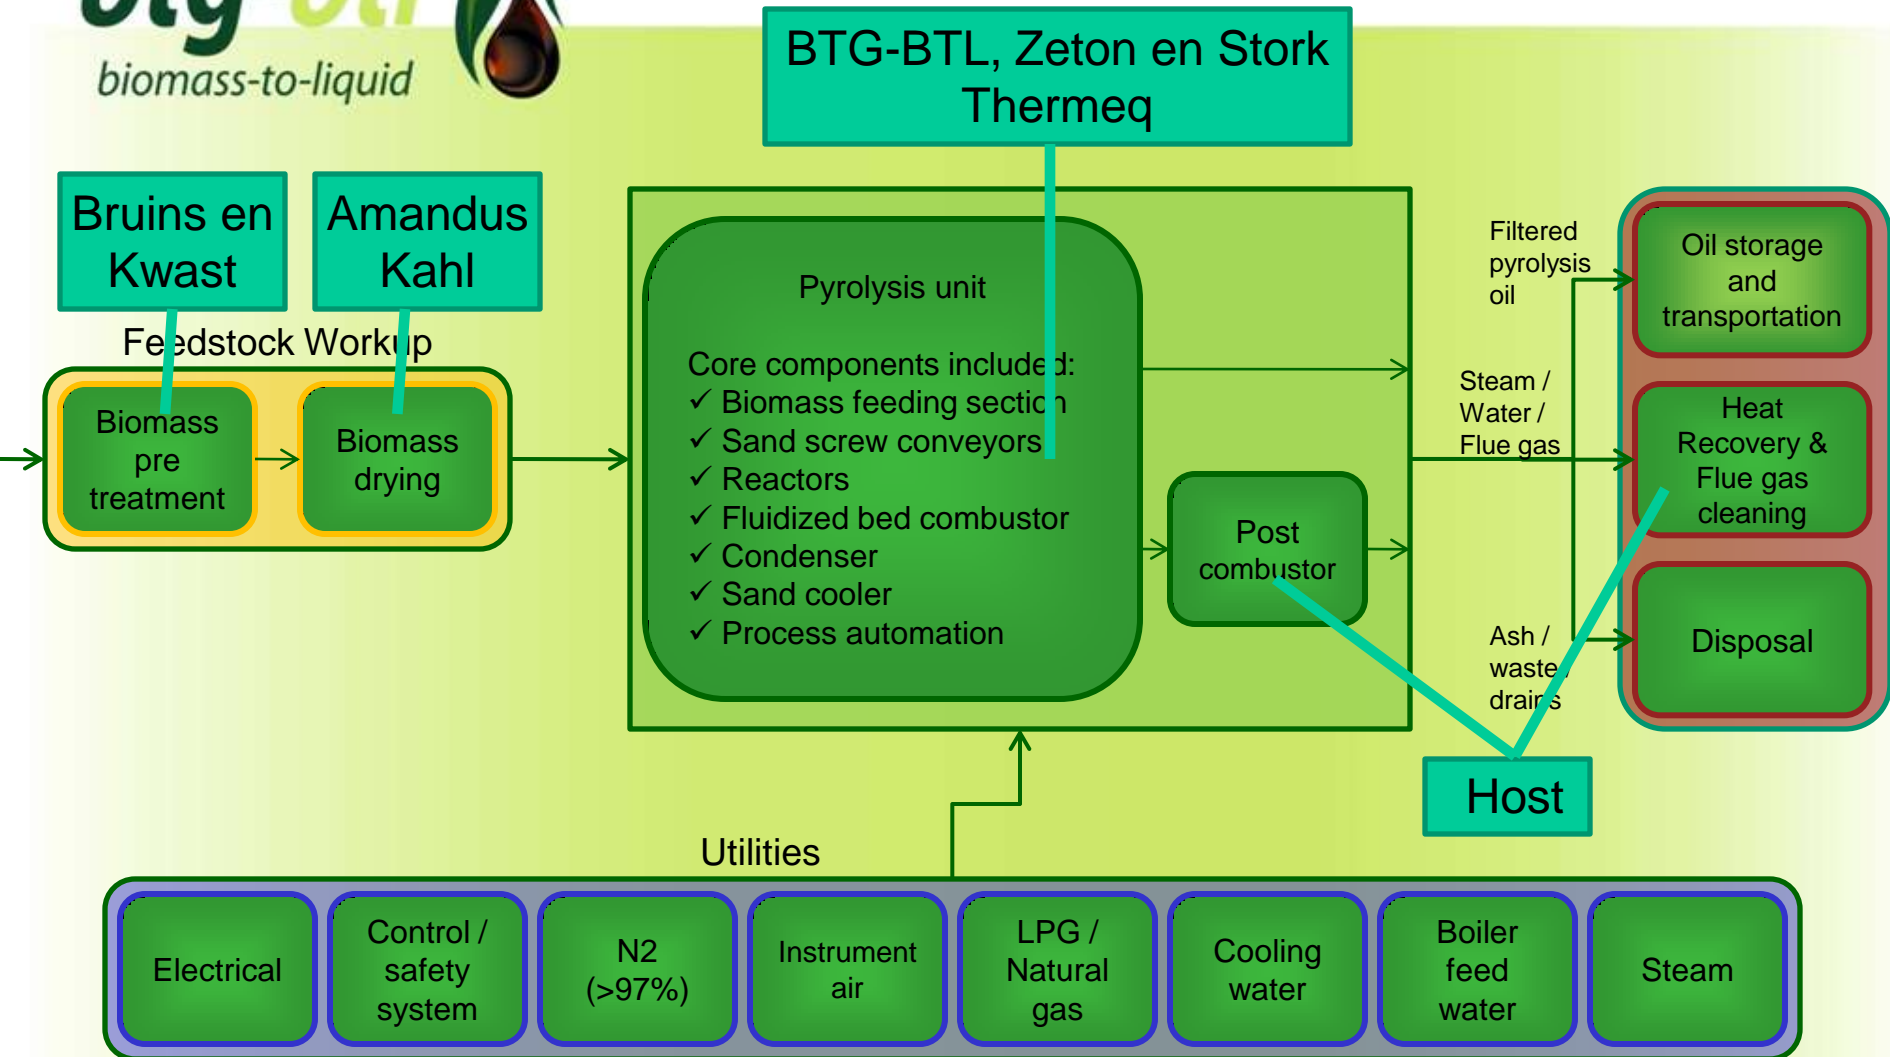 biomass-to-liquid
BTG-BTL, Zeton en Stork
Thermeq
Bruins en
Kwast
Amandus
Kahl
Feedstock Workup
Biomass
pre
treatment
Biomass
drying
Pyrolysis unit
Core components included:
✓ Biomass feeding section
✓ Sand screw conveyors
✓ Reactors
✓ Fluidized bed combustor
✓ Condenser
✓ Sand cooler
✓ Process automation
Post
combustor
Filtered
pyrolysis
oil
Steam /
Water /
Flue gas
Ash /
waste /
drains
Oil storage
and
transportation
Heat
Recovery &
Flue gas
cleaning
Disposal
Host
Utilities
Electrical
Control /
safety
system
N2
(>97%)
Instrument
air
LPG /
Natural
gas
Cooling
water
Boiler
feed
water
Steam